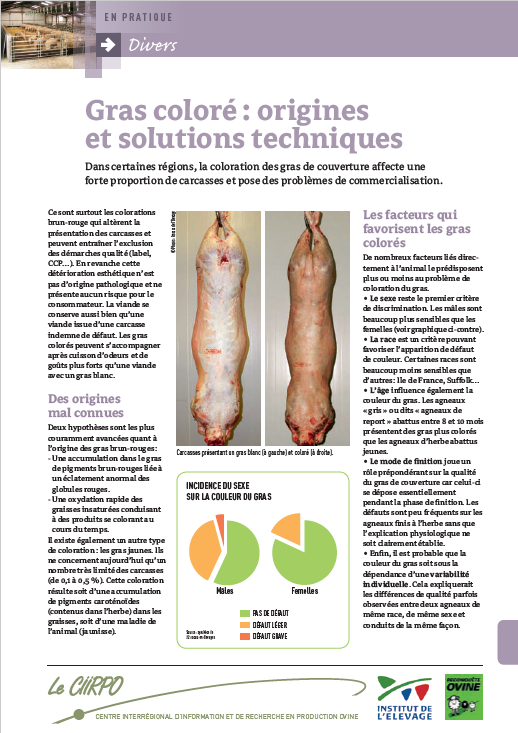 EN PRATIQUE
Divers
Gras coloré : origines
et solutions techniques
Dans certaines régions, la coloration des gras de couverture affecte une
forte proportion de carcasses et pose des problèmes de commercialisation.
Ce sont surtout les colorations
brun-rouge qui altèrent la
présentation des carcasses et
peuvent entraîner l'exclusion
des démarches qualité (label,
CCP...). En revanche cette
détérioration esthétique n'est
pas d'origine pathologique et ne
présente aucun risque pour le
consommateur. La viande se
conserve aussi bien qu'une
viande issue d'une carcasse
indemne de défaut. Les gras
colorés peuvent s'accompagner
après cuisson d'odeurs et de
goûts plus forts qu'une viande
avec un gras blanc.
Des origines
mal connues
Deux hypothèses sont les plus
couramment avancées quant à
l'origine des gras brun-rouges :
- Une accumulation dans le gras
de pigments brun-rouge liée à
un éclatement anormal des
globules rouges.
- Une oxydation rapide des
graisses insaturées conduisant
à des produits se colorant au
cours du temps.
Il existe également un autre type
de coloration : les gras jaunes. Ils
ne concernent aujourd'hui qu'un
nombre très limité des carcasses
(de 0,1 à 0,5 %). Cette coloration
résulte soit d'une accumulation
de pigments caroténoïdes
(contenus dans l'herbe) dans les
graisses, soit d'une maladie de
l'animal (jaunisse).
Carcasses présentant un gras blanc (à gauche) et coloré (à droite).
INCIDENCE DU SEXE
SUR LA COULEUR DU GRAS
Mâles
Femelles
PAS DE DÉFAUT
DÉFAUT LÉGER
DÉFAUT GRAVE
Les facteurs qui
favorisent les gras
colorés
De nombreux facteurs liés direc-
tement à l'animal le prédisposent
plus ou moins au problème de
coloration du gras.
• Le sexe reste le premier critère
de discrimination. Les mâles sont
beaucoup plus sensibles que les
femelles (voir graphique ci-contre).
• La race est un critère pouvant
favoriser l'apparition de défaut
de couleur. Certaines races sont
beaucoup moins sensibles que
d'autres : Ile de France, Suffolk...
• L'âge influence également la
couleur du gras. Les agneaux
« gris » ou dits « agneaux de
report » abattus entre 8 et 10 mois
présentent des gras plus colorés
que les agneaux d'herbe abattus
jeunes.
• Le mode de finition joue un
rôle prépondérant sur la qualité
du gras de couverture car celui-ci
se dépose essentiellement
pendant la phase de finition. Les
défauts sont peu fréquents sur les
agneaux finis à l'herbe sans que
l'explication physiologique ne
soit clairement établie.
• Enfin, il est probable que la
couleur du gras soit sous la
dépendance d'une variabilité
individuelle. Cela expliquerait
les différences de qualité parfois
observées entre deux agneaux de
même race, de même sexe et
conduits de la même façon.
Le CIIRPO
CENTRE INTERRÉGIONAL D'INFORMATION ET DE RECHERCHE EN PRODUCTION OVINE
INSTITUT DE
L'ELEVAGE
RECONQUÊTE
OVINE